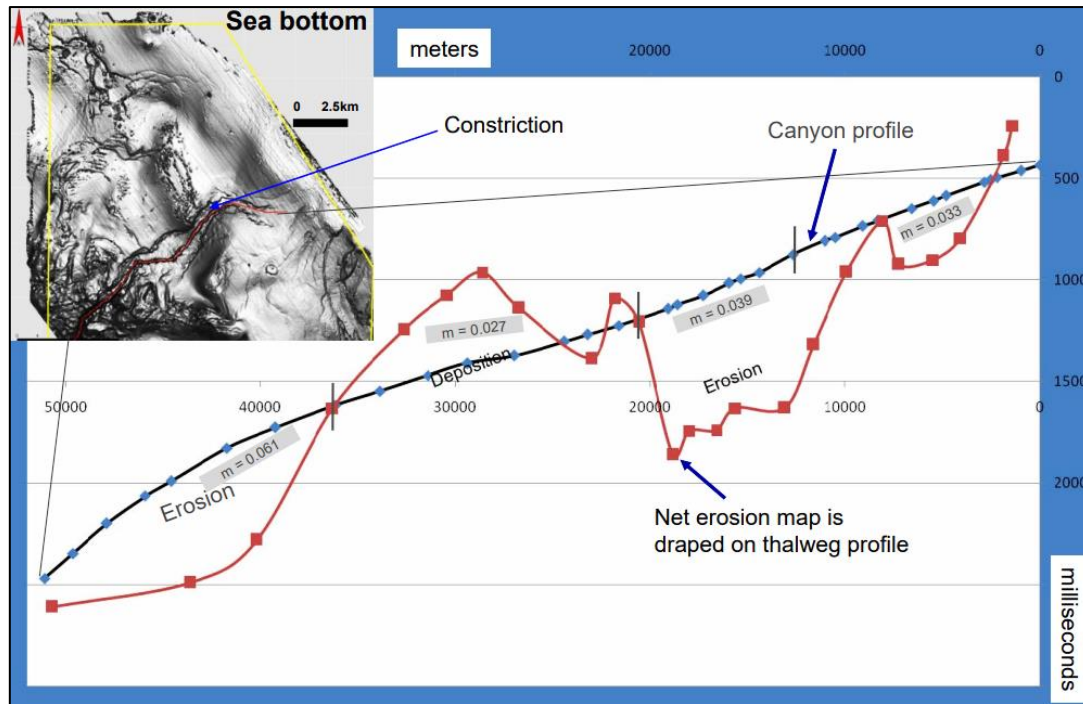 Sea bottom
0 2.5km
meters
20000 10000 0
0
Constriction
Canyon profile
500
m = 0.033
1000
m = 0.039
m = 0.027
Deposition
Erosion
1500
50000 40000 30000 20000 10000 0
m = 0.061
Erosion
Net erosion map is
draped on thalweg profile
milliseconds